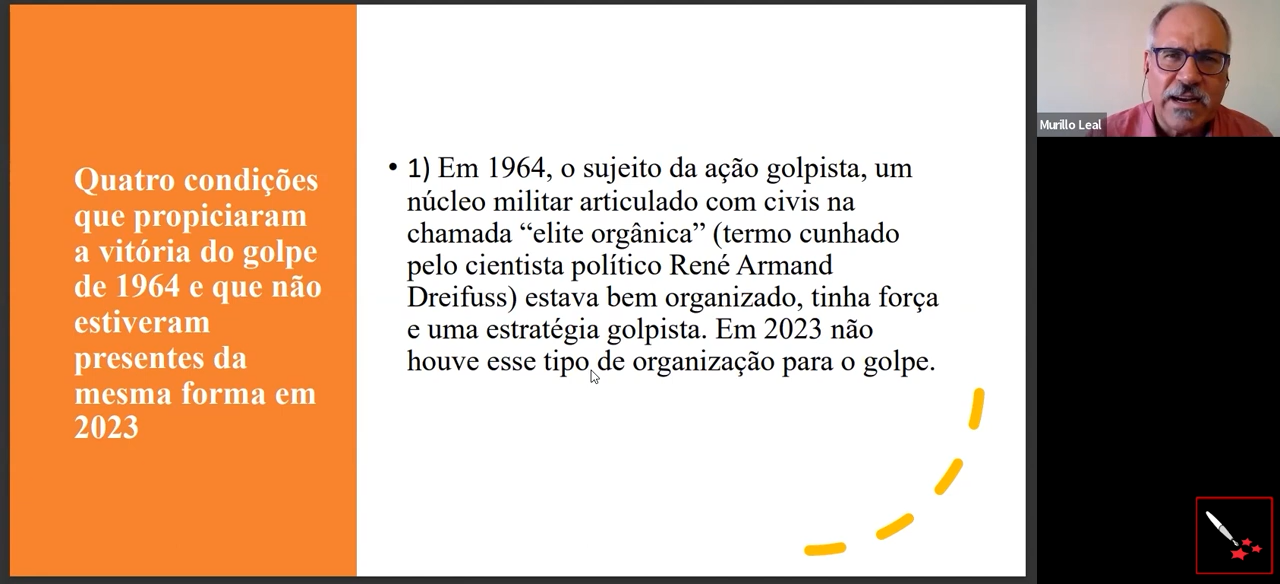 Quatro condições
que propiciaram
a vitória do golpe
de 1964 e que não
estiveram
presentes da
mesma forma em
2023
• 1) Em 1964, o sujeito da ação golpista, um
núcleo militar articulado com civis na
chamada “elite orgânica” (termo cunhado
pelo cientista político René Armand
Dreifuss) estava bem organizado, tinha força
e uma estratégia golpista. Em 2023 não
houve esse tipo de organização para o golpe.
Murillo Leal